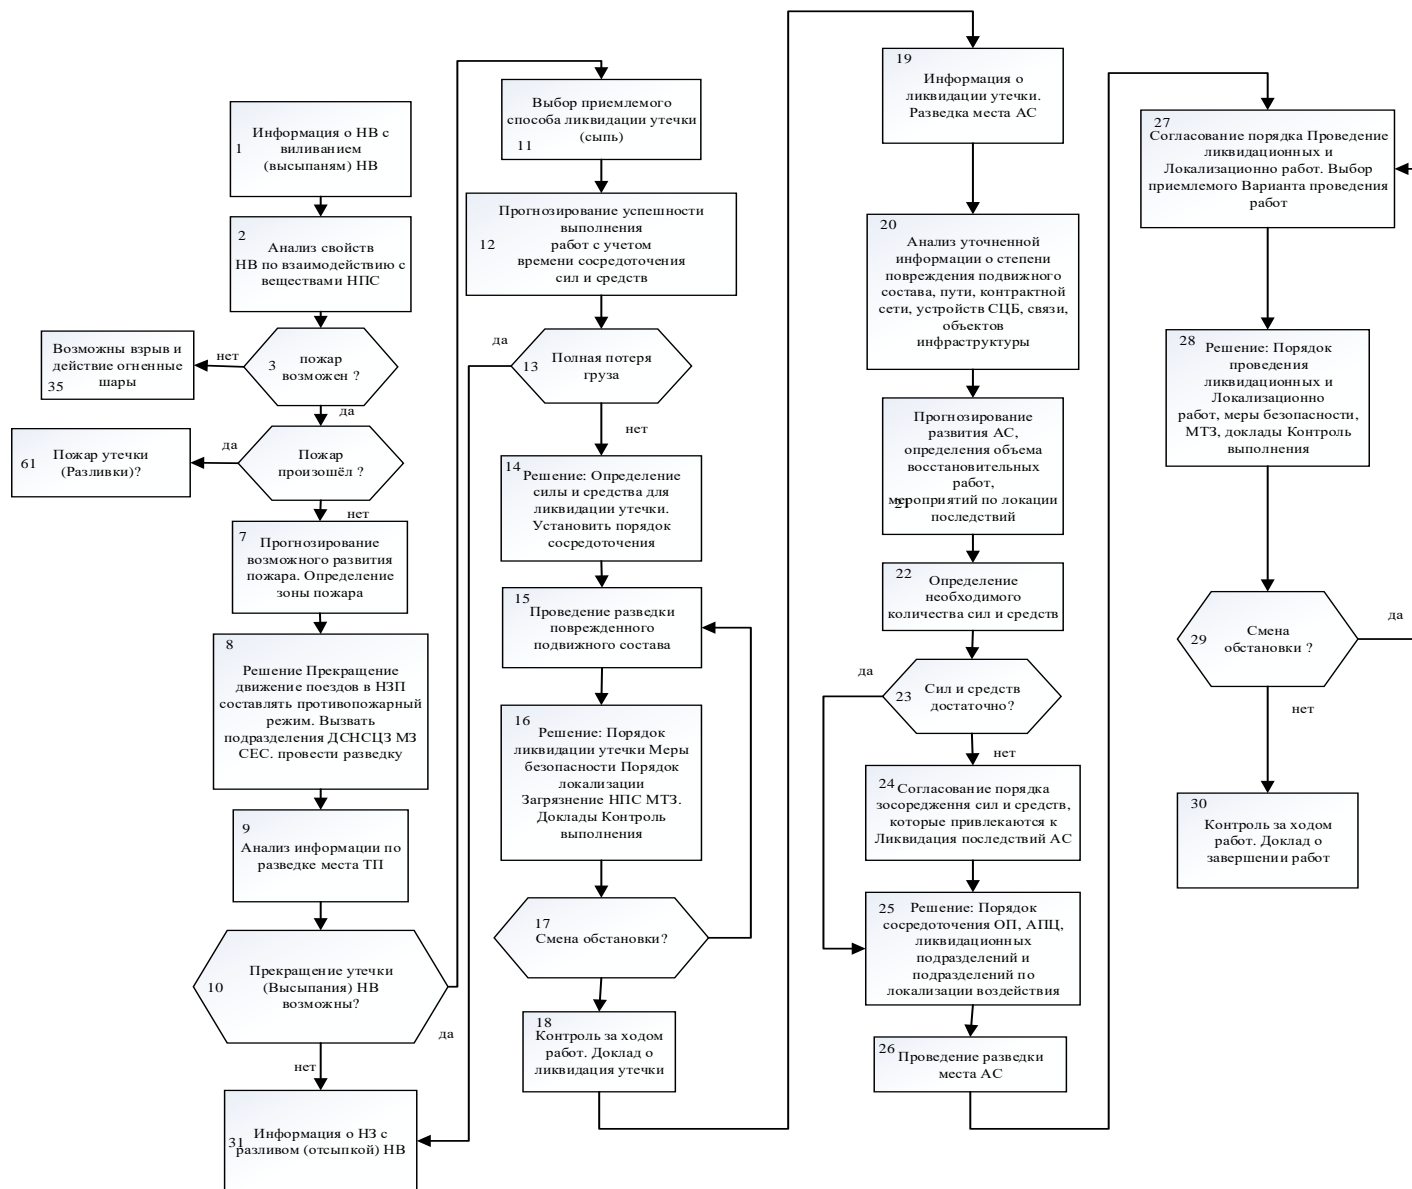 1
Информация о НВ с
виливанием
(высыпаням) НВ
2
Анализ свойств
НВ по взаимодействию с
веществами НПС
3
пожар
возможен ?
нет
Возможны взрыв и
действие огненные
шары
35
да
Пожар
произошёл ?
да
Пожар утечки
(Разливки)?
61
нет
7
Прогнозирование
возможного развития
пожара. Определение
зоны пожара
8
Решение Прекращение
движение поездов в НЗП
составлять противопожарный
режим. Вызвать
подразделения ДСНСЦЗ МЗ
СЕС. провести разведку
9
Анализ информации по
разведке места ТП
10
Прекращение утечки
(Высыпания) НВ
возможны?
да
нет
31
Информация о НЗ с
разливом (отсыпкой) НВ
Выбор приемлемого
способа ликвидации утечки
(сыпь)
11
12
Прогнозирование успешности
выполнения
работ с учетом
времени сосредоточения
сил и средств
да
13
Полная потеря
груза
нет
14
Решение: Определение
силы и средства для
ликвидации утечки.
Установить порядок
сосредоточения
15
Проведение разведки
поврежденного
подвижного состава
16
Решение: Порядок
ликвидации утечки Меры
безопасности Порядок
локализации
Загрязнение НПС МТЗ.
Доклады Контроль
выполнения
17
Смена обстановки?
18
Контроль за ходом
работ. Доклад о
ликвидация утечки
19
Информация о
ликвидации утечки.
Разведка места АС
20
Анализ уточненной
информации о степени
повреждения подвижного
состава, пути, контрактной
сети, устройств СЦБ, связи,
объектов
инфраструктуры
Прогнозирование
развития АС,
определения объема
восстановительных
работ,
мероприятий по локации
21
последствий
22
Определение
необходимого
количества сил и средств
да
23
Сил и средств
достаточно?
нет
24
Согласование порядка
зосоредження сил и средств,
которые привлекаются к
Ликвидация последствий АС
25
Решение: Порядок
сосредоточения ОП, АПЦ,
ликвидационных
подразделений и
подразделений по
локализации воздействия
26
Проведение разведки
места АС
27
Согласование порядка Проведение
ликвидационных и
Локализационно работ. Выбор
приемлемого Варианта проведения
работ
28
Решение: Порядок
проведения
ликвидационных и
Локализационно
работ, меры безопасности,
МТЗ, доклады Контроль
выполнения
29
Смена
обстановки ?
да
нет
30
Контроль за ходом
работ. Доклад о
завершении работ